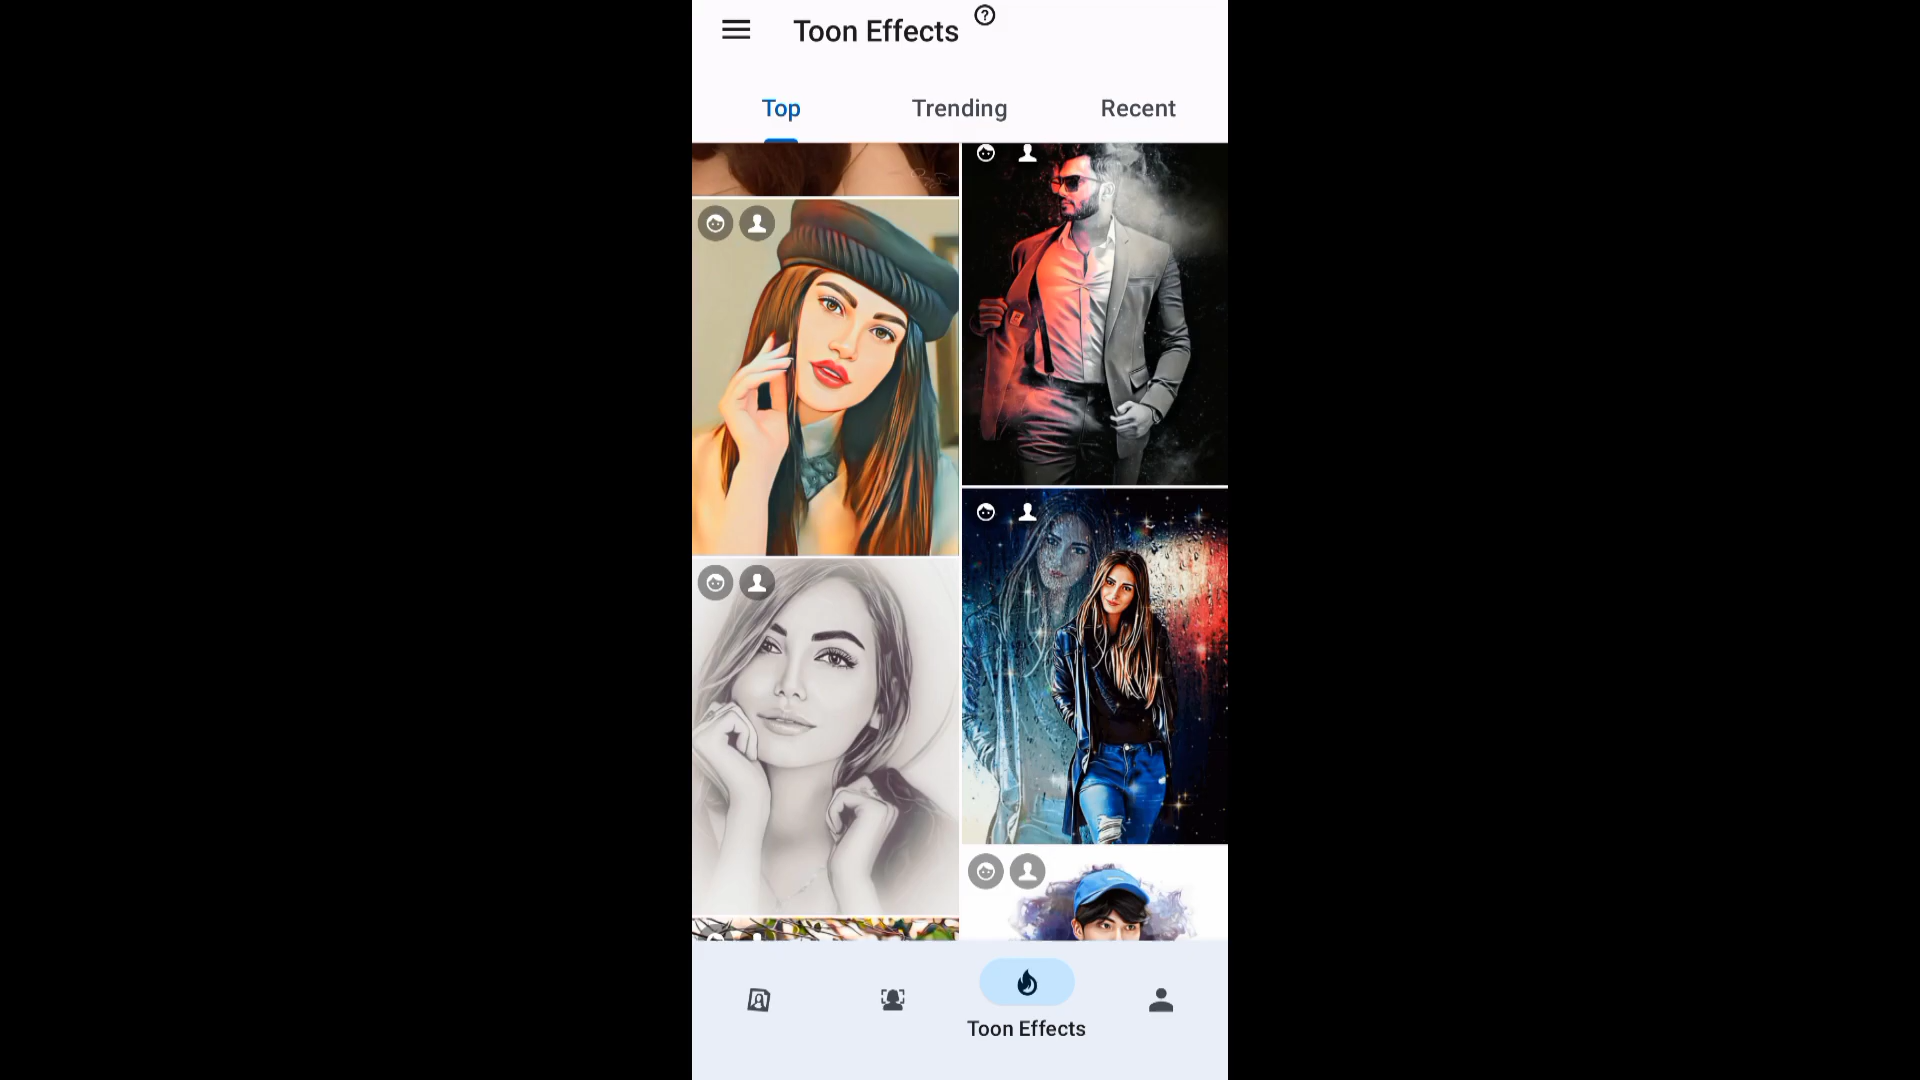 Toon Effects
Top
Trending
Recent
Toon Effects